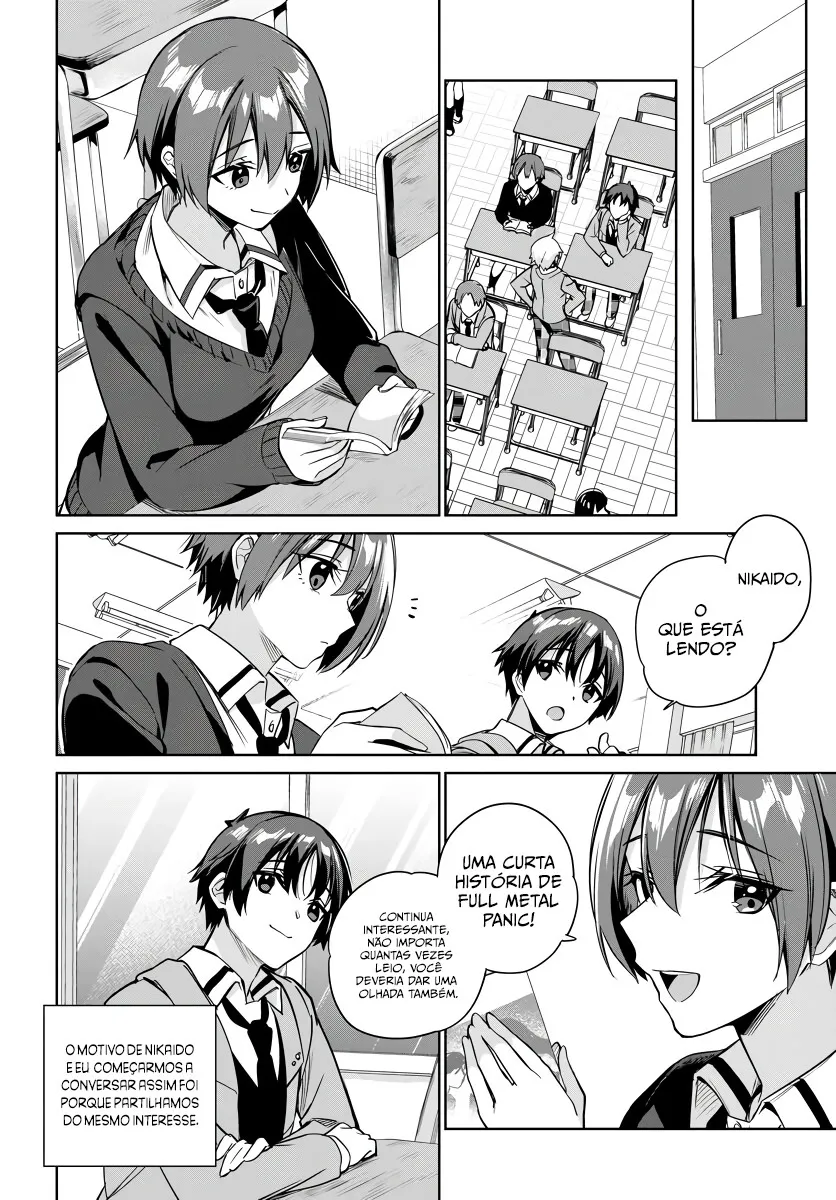 NIKAIDO,
O
QUE ESTÁ
LENDO?
UMA CURTA
HISTÓRIA DE
FULL METAL
PANIC!
CONTINUA
INTERESSANTE,
NÃO IMPORTA
QUANTAS VEZES
LEIO, VOCÊ
DEVERIA DAR UMA
OLHADA TAMBÉM.
O MOTIVO DE NIKAIDO
E EU COMEÇARMOS A
CONVERSAR ASSIM FOI
PORQUE PARTILHAMOS
DO MESMO INTERESSE.